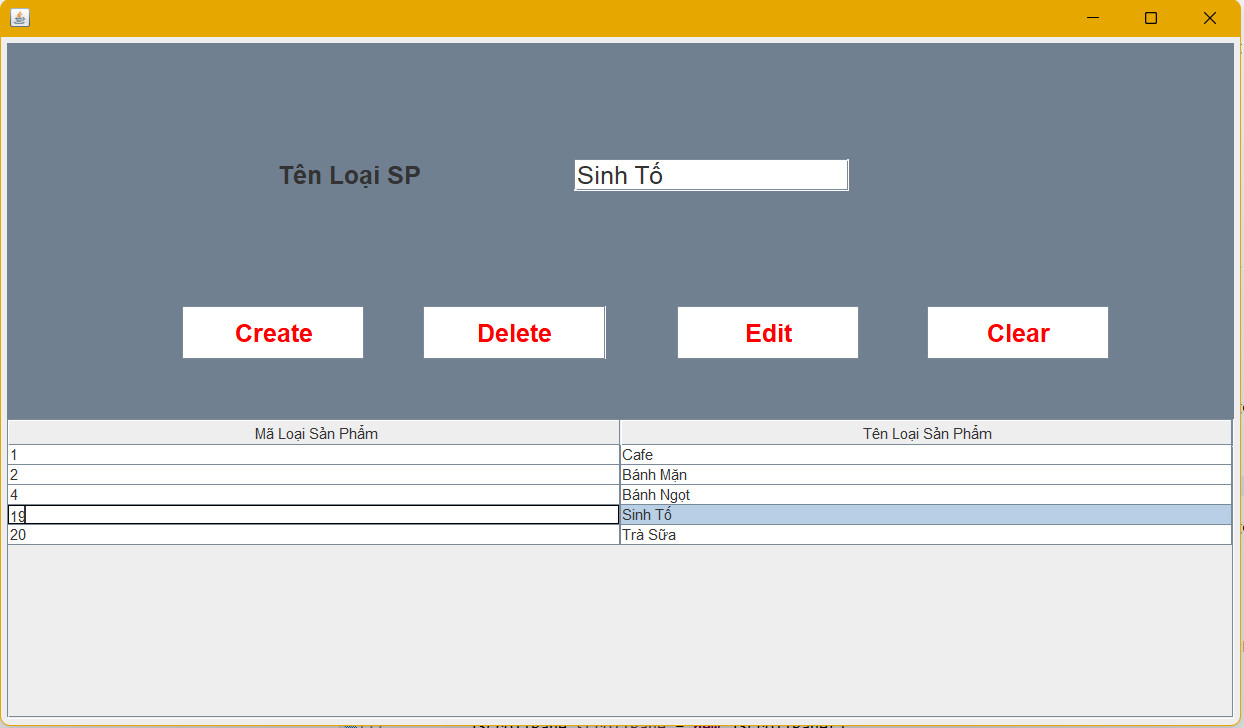 Tên Loại SP Sinh Tố
Create Delete Edit Clear
Mã Loại Sản Phẩm Tên Loại Sản Phẩm
1 Cafe
2 Bánh Mặn
4 Bánh Ngọt
19 Sinh Tố
20 Trà Sữa